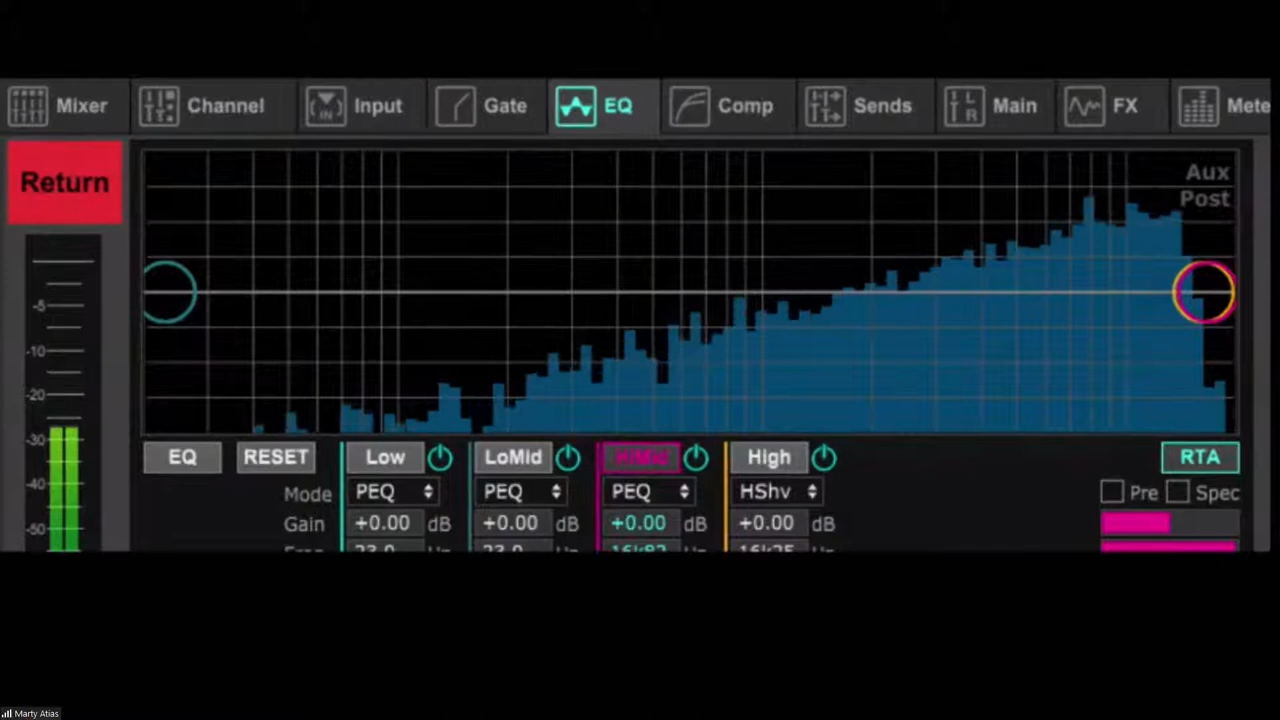 Mixer Channel Input Gate EQ Comp Sends Main FX Mete
Return
Aux
Post
-5
-10
-20
-30
-40
-50
EQ RESET Low LoMid HiMid High RTA
Mode PEQ PEQ PEQ HShv Pre Spec
Gain +0.00 dB +0.00 dB +0.00 dB +0.00 dB
Marty Atias